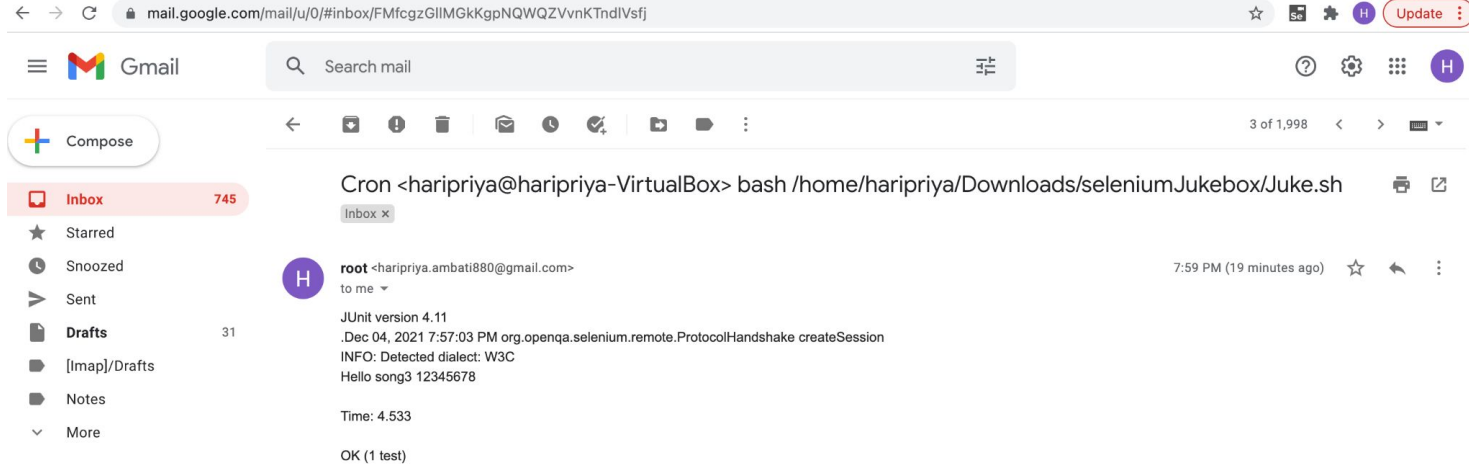 mail.google.com/mail/u/0/#inbox/FMfcgzGllMGkKgpNQWQZVvnKTndlVsfj
Se
H
Update
Gmail
Search mail
H
Compose
3 of 1,998
Inbox 745
Starred
Snoozed
Sent
Drafts 31
[Imap]/Drafts
Notes
More
Cron <haripriya@haripriya-VirtualBox> bash /home/haripriya/Downloads/seleniumJukebox/Juke.sh
Inbox ×
H
root <haripriya.ambati880@gmail.com>
7:59 PM (19 minutes ago)
to me
JUnit version 4.11
.Dec 04, 2021 7:57:03 PM org.openqa.selenium.remote.ProtocolHandshake createSession
INFO: Detected dialect: W3C
Hello song3 12345678
Time: 4.533
OK (1 test)